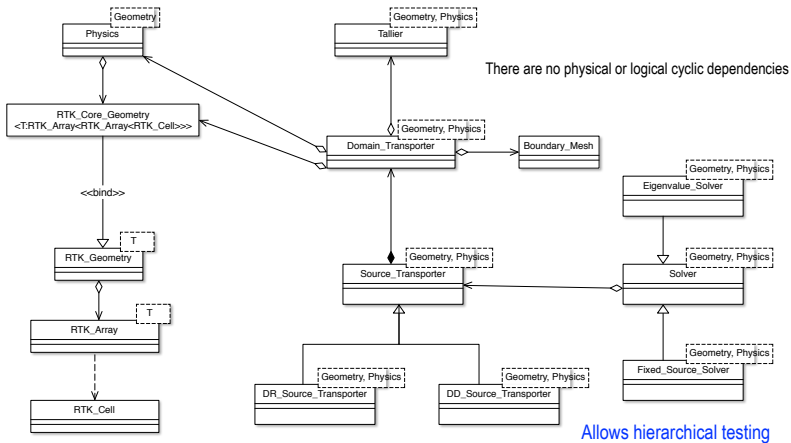 Geometry
Physics
Geometry, Physics
Tallier
There are no physical or logical cyclic dependencies
RTK_Core_Geometry
<T:RTK_Array<RTK_Array<RTK_Cell>>>
Geometry, Physics
Domain_Transporter
Boundary_Mesh
Geometry, Physics
Eigenvalue_Solver
<<bind>>
T
RTK_Geometry
Geometry, Physics
Source_Transporter
Geometry, Physics
Solver
T
RTK_Array
Geometry, Physics
Fixed_Source_Solver
Geometry, Physics
DR_Source_Transporter
Geometry, Physics
DD_Source_Transporter
RTK_Cell
Allows hierarchical testing